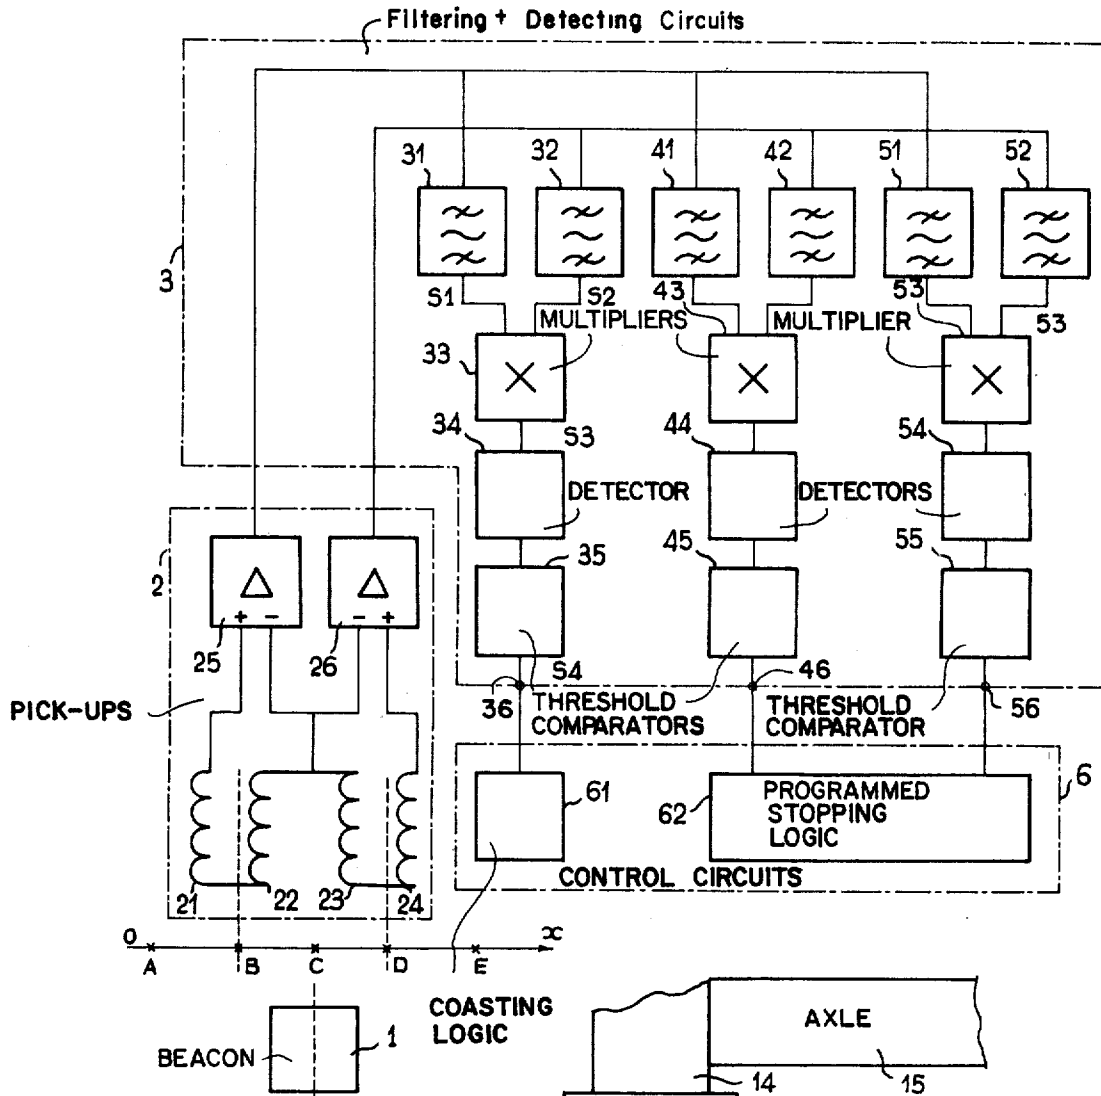 Filtering + Detecting Circuits
31 32 41 42 51 52
3
S1 S2 43 53 53
MULTIPLIERS MULTIPLIER
33
34 S3 44 54
DETECTOR DETECTORS
2
35 45 55
+ − − +
25 26
S4
36 46 56
PICK-UPS
THRESHOLD COMPARATORS
THRESHOLD COMPARATOR
61 62 6
PROGRAMMED
STOPPING
LOGIC
CONTROL CIRCUITS
21 22 23 24
O x
A B C D E
COASTING
LOGIC
BEACON
1
AXLE
14 15